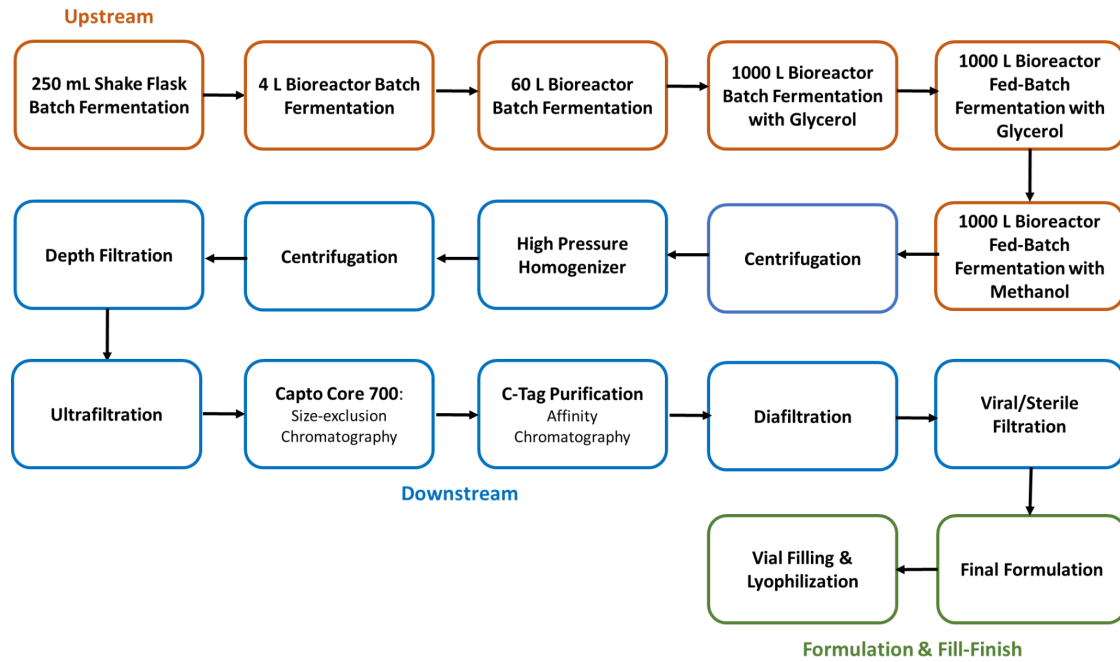 Upstream
250 mL Shake Flask
Batch Fermentation
4 L Bioreactor Batch
Fermentation
60 L Bioreactor
Batch Fermentation
1000 L Bioreactor
Batch Fermentation
with Glycerol
1000 L Bioreactor
Fed-Batch
Fermentation with
Glycerol
Depth Filtration
Centrifugation
High Pressure
Homogenizer
Centrifugation
1000 L Bioreactor
Fed-Batch
Fermentation with
Methanol
Ultrafiltration
Capto Core 700:
Size-exclusion
Chromatography
C-Tag Purification
Affinity
Chromatography
Diafiltration
Viral/Sterile
Filtration
Downstream
Vial Filling &
Lyophilization
Final Formulation
Formulation & Fill-Finish